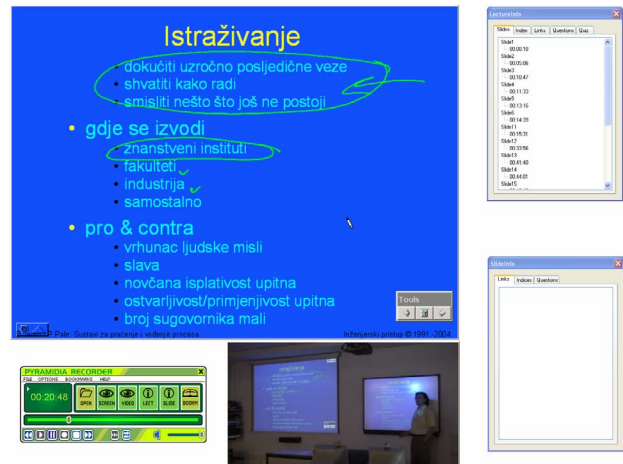 Istraživanje
• dokučiti uzročno posljedične veze
• shvatiti kako radi
• smisliti nešto što još ne postoji
• gdje se izvodi
• znanstveni instituti
• fakulteti
• industrija
• samostalno
• pro & contra
• vrhunac ljudske misli
• slava
• novčana isplativost upitna
• ostvarljivost/primjenjivost upitna
• broj sugovornika mali
Tools
P. Pale: Sustavi za praćenje i vođenje procesa
Inženjerski pristup © 1991.-2004.
LectureInfo
Slides Index Links Questions Quiz
Slide1
00:00:10
Slide2
00:05:06
Slide3
00:10:47
Slide4
00:11:33
Slide5
00:13:16
Slide6
00:14:39
Slide11
00:15:31
Slide12
00:33:56
Slide13
00:41:40
Slide14
00:44:01
Slide15
SlideInfo
Links Indices Questions
PYRAMIDIA RECORDER
FILE OPTIONS BOOKMARKS HELP
00:20:48
OPEN SCREEN VIDEO LECT SLIDE BOOKM
Istraživanje
Istraživanje